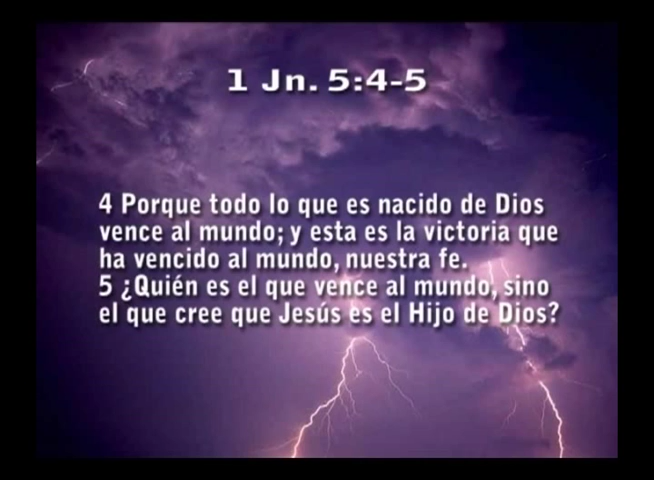 1 Jn. 5:4-5
4 Porque todo lo que es nacido de Dios
vence al mundo; y esta es la victoria que
ha vencido al mundo, nuestra fe.
5 ¿Quién es el que vence al mundo, sino
el que cree que Jesús es el Hijo de Dios?